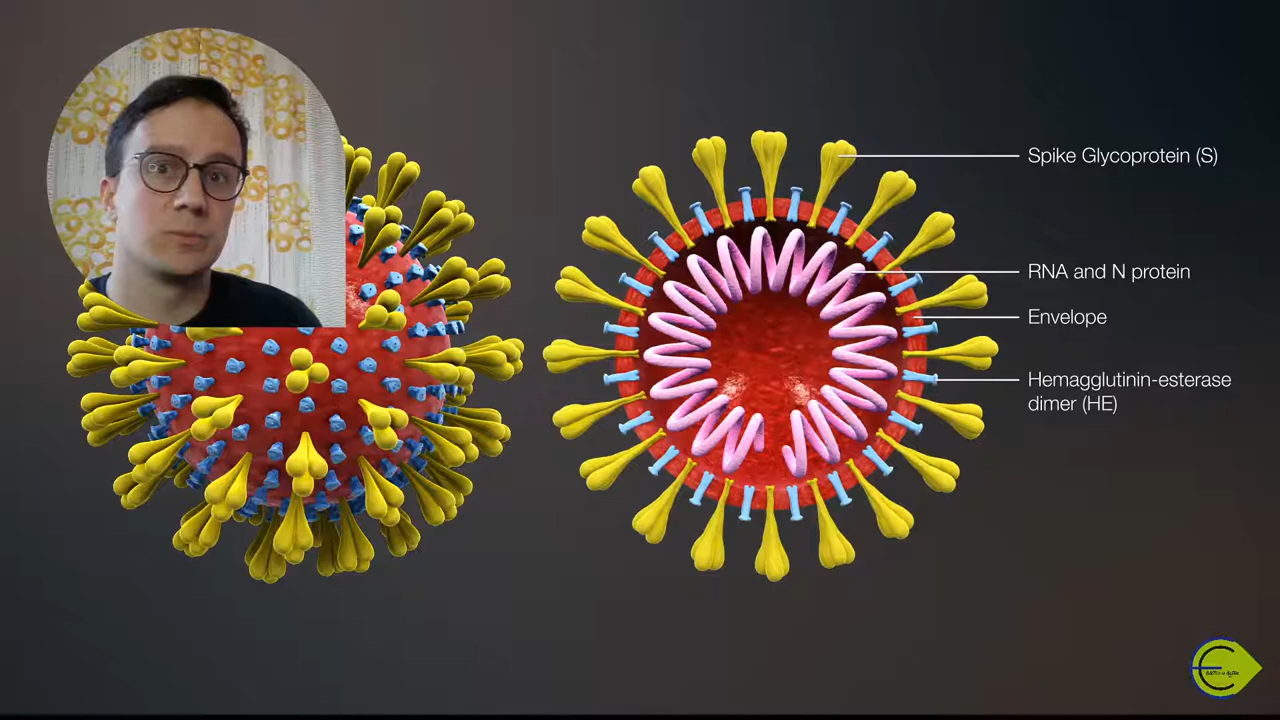 Spike Glycoprotein (S)
RNA and N protein
Envelope
Hemagglutinin-esterase
dimer (HE)